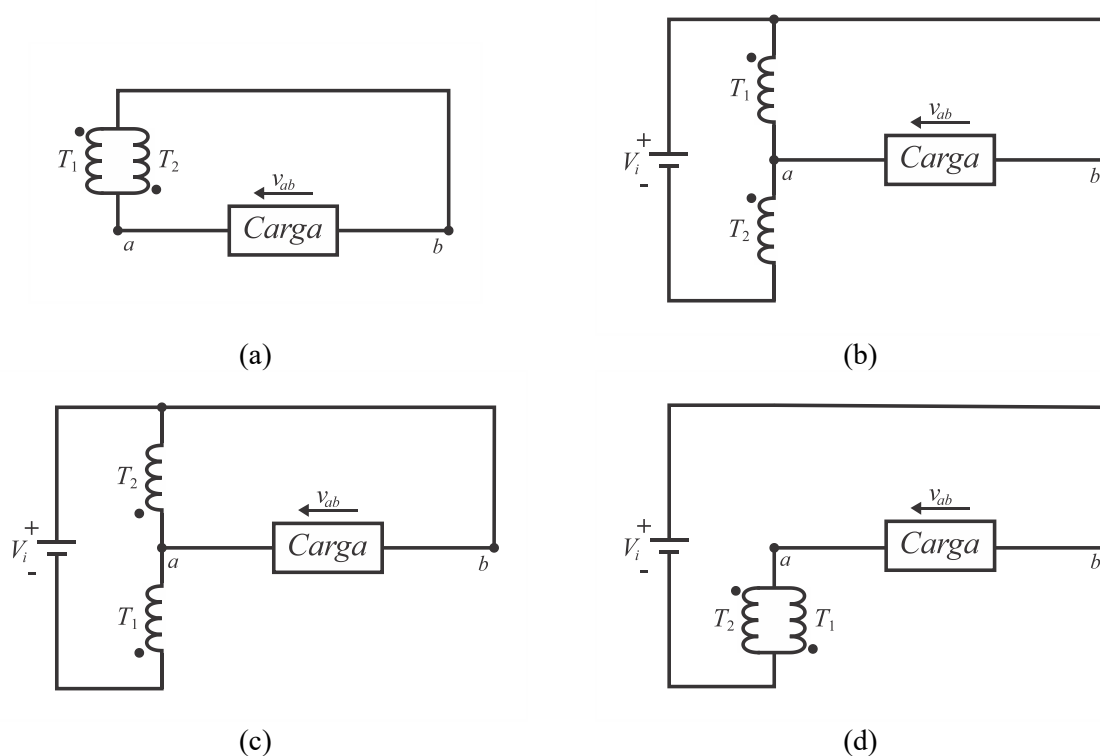 T1
T2
vab
Carga
a
b
(a)
+
Vi
-
T1
T2
vab
Carga
a
b
(b)
+
Vi
-
T2
T1
vab
Carga
a
b
(c)
+
Vi
-
T2
T1
vab
Carga
a
b
(d)